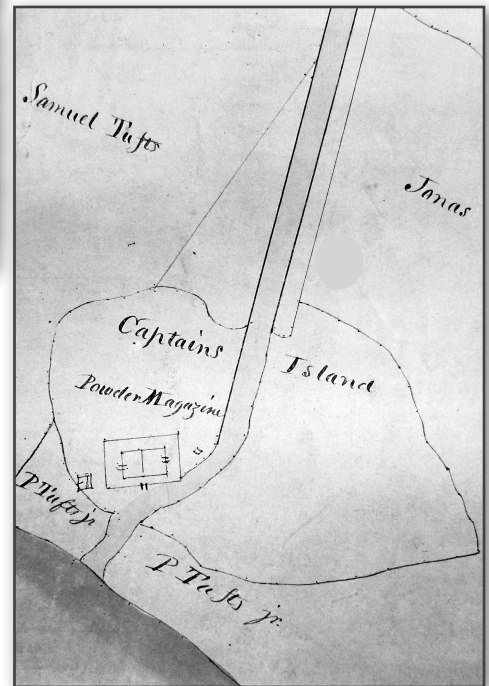 Samuel Tufts
Jonas
Captains
Island
Powder Magazine
P Tufts jr
P Tufts jr.